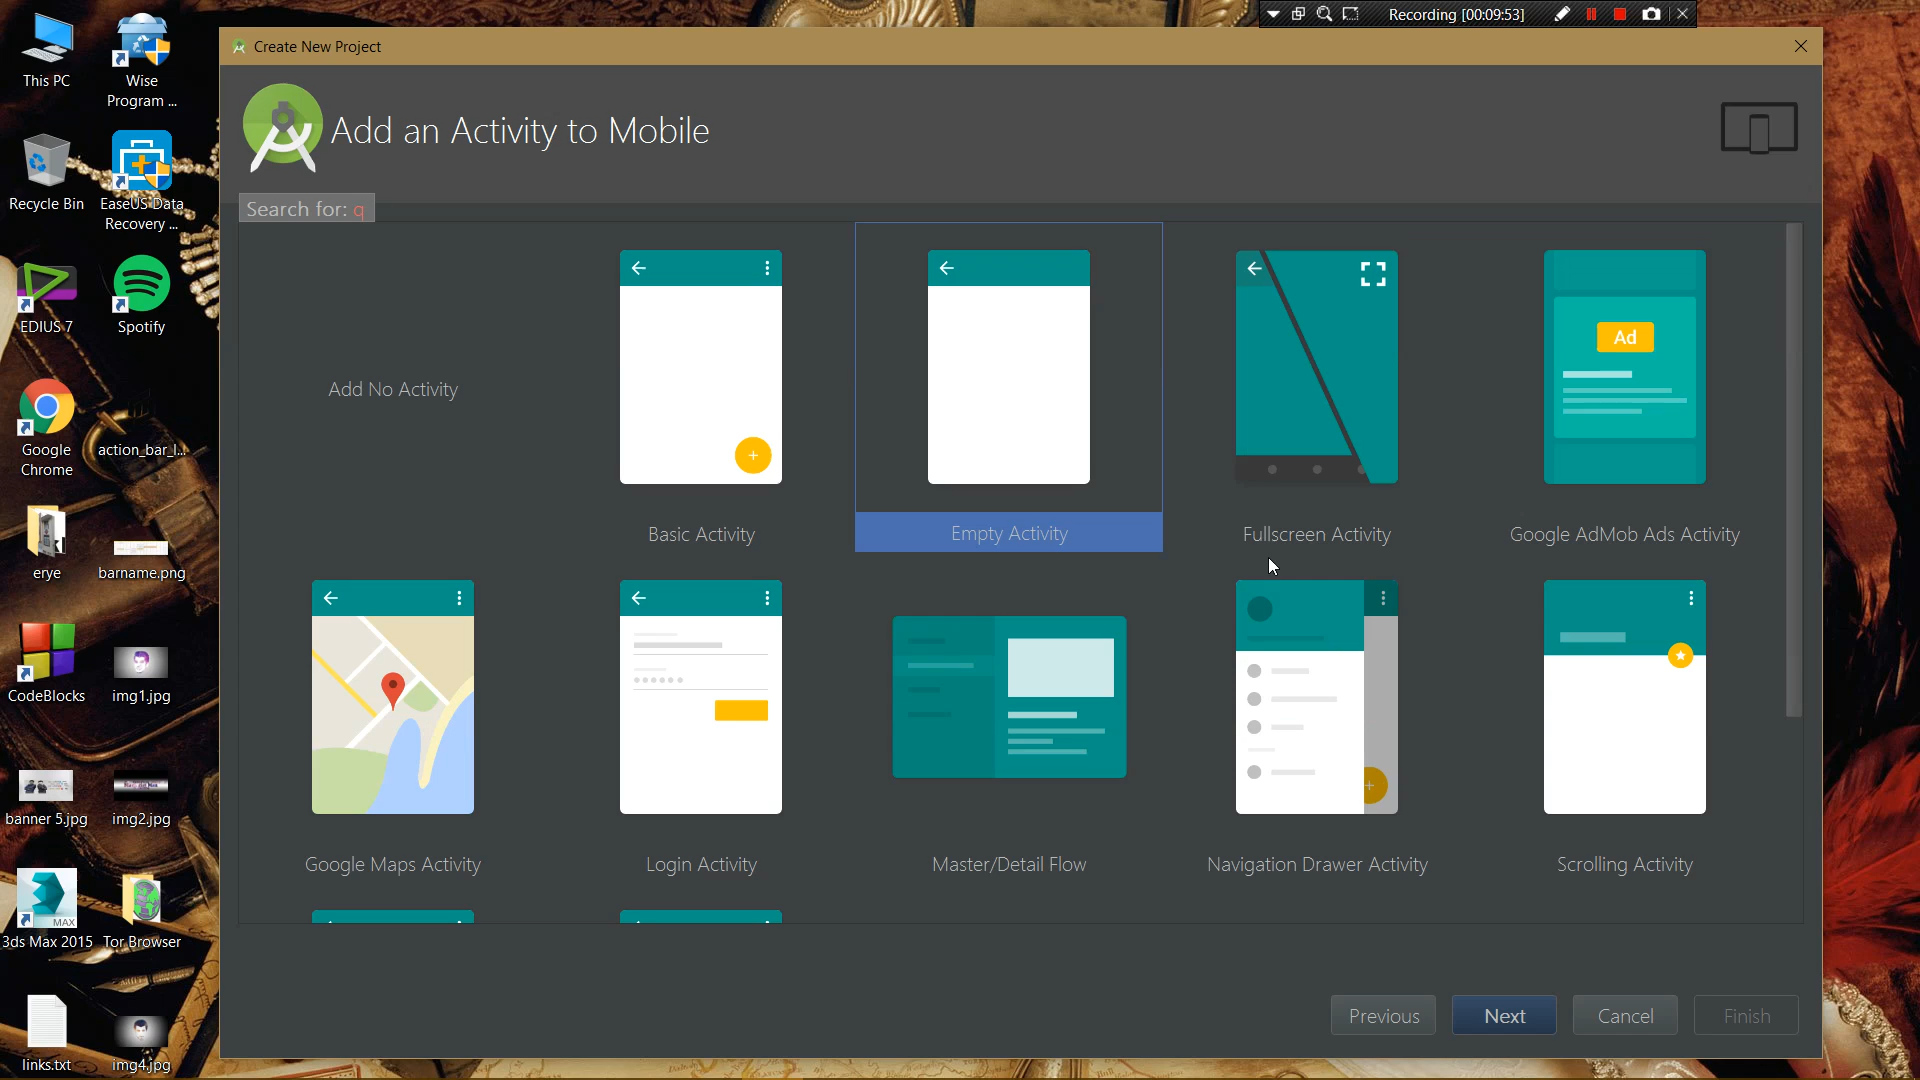 Recording [00:09:53]
Create New Project
Add an Activity to Mobile
Search for: q
Add No Activity
Basic Activity
Empty Activity
Fullscreen Activity
Ad
Google AdMob Ads Activity
Google Maps Activity
Login Activity
Master/Detail Flow
Navigation Drawer Activity
Scrolling Activity
Previous
Next
Cancel
Finish
This PC
Wise
Program ...
Recycle Bin
EaseUS Data
Recovery ...
EDIUS 7
Spotify
Google
Chrome
action_bar_l...
erye
barname.png
CodeBlocks
img1.jpg
banner 5.jpg
img2.jpg
MAX
3ds Max 2015
Tor Browser
links.txt
img4.jpg